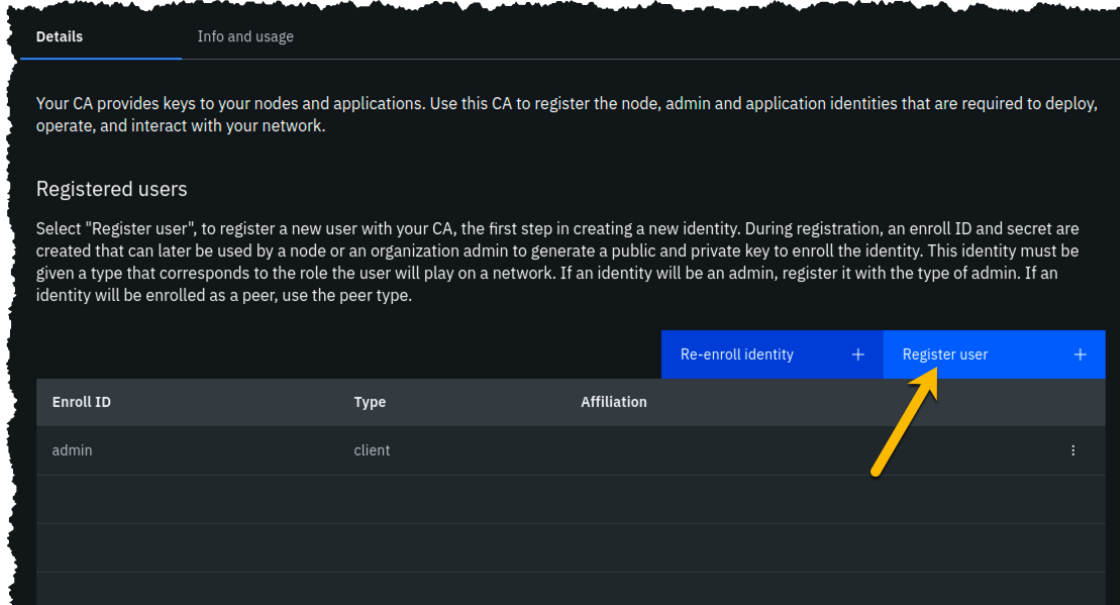 Details Info and usage
Your CA provides keys to your nodes and applications. Use this CA to register the node, admin and application identities that are required to deploy,
operate, and interact with your network.
Registered users
Select "Register user", to register a new user with your CA, the first step in creating a new identity. During registration, an enroll ID and secret are
created that can later be used by a node or an organization admin to generate a public and private key to enroll the identity. This identity must be
given a type that corresponds to the role the user will play on a network. If an identity will be an admin, register it with the type of admin. If an
identity will be enrolled as a peer, use the peer type.
Re-enroll identity + Register user +
Enroll ID Type Affiliation
admin client